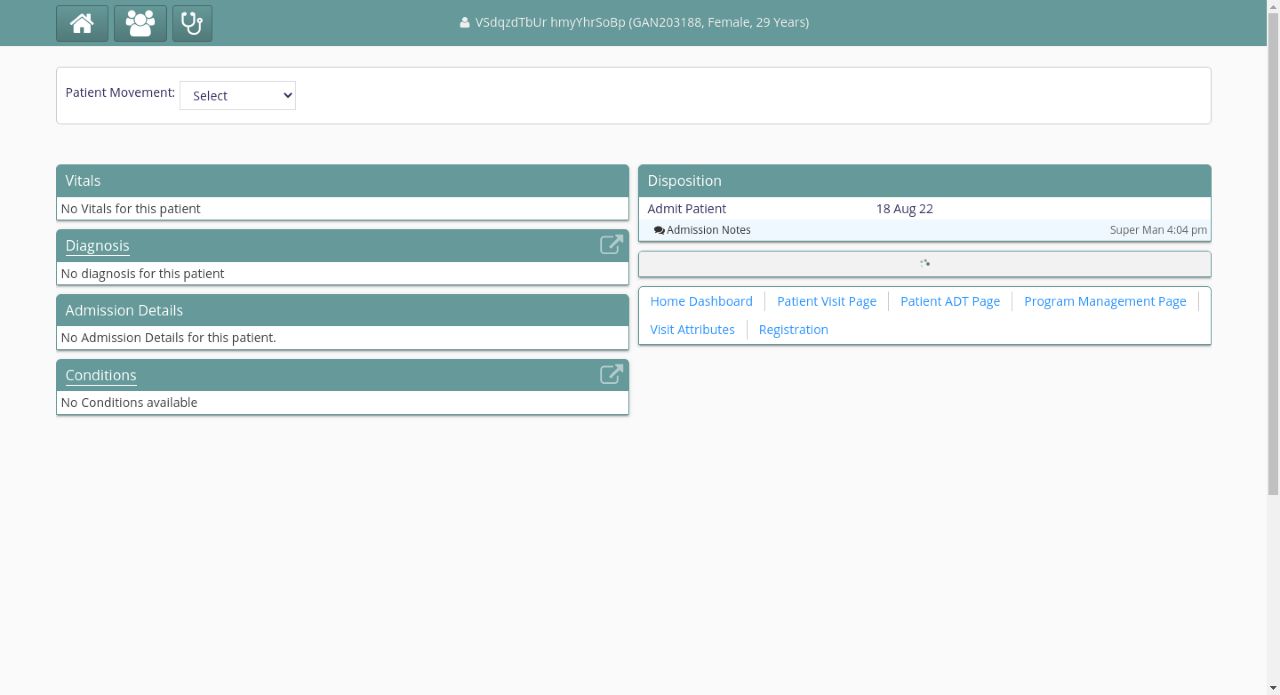 VSdqzdTbUr hmyYhrSoBp (GAN203188, Female, 29 Years)
Patient Movement: Select
Vitals
No Vitals for this patient
Diagnosis
No diagnosis for this patient
Admission Details
No Admission Details for this patient.
Conditions
No Conditions available
Disposition
Admit Patient 18 Aug 22
Admission Notes Super Man 4:04 pm
Home Dashboard Patient Visit Page Patient ADT Page Program Management Page
Visit Attributes Registration